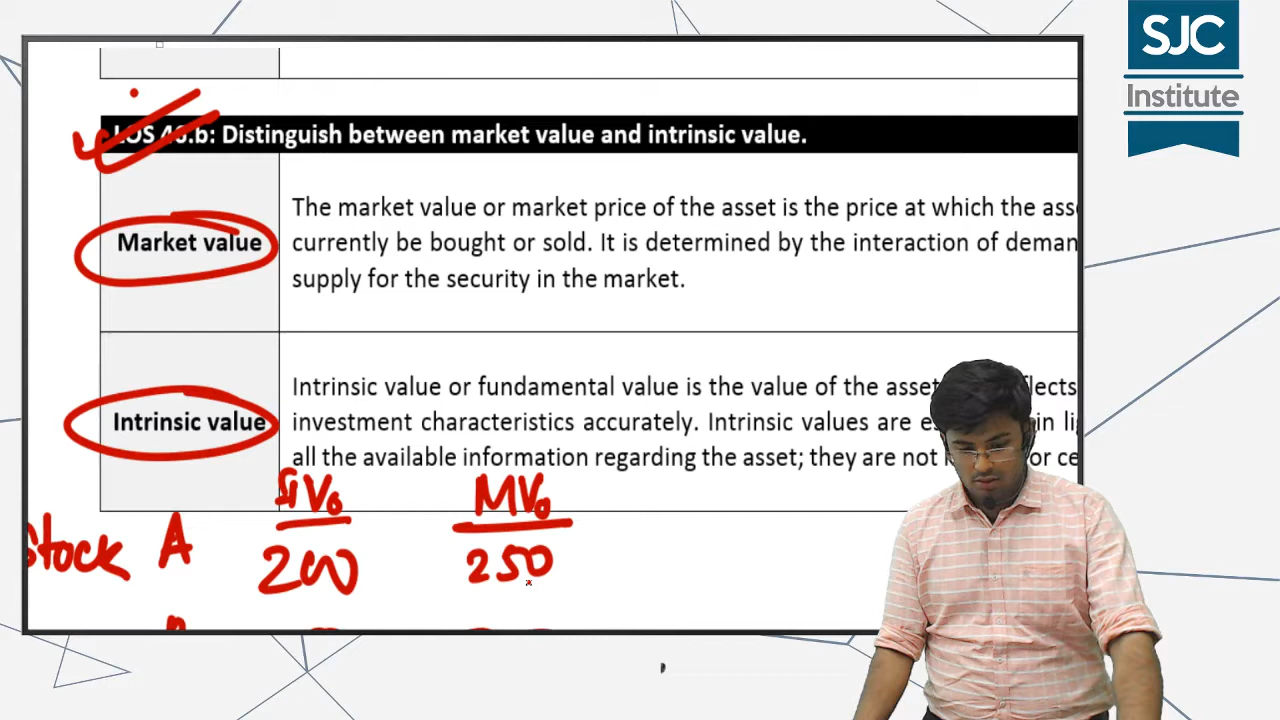 SJC
Institute
LOS 46.b: Distinguish between market value and intrinsic value.
Market value
The market value or market price of the asset is the price at which the
currently be bought or sold. It is determined by the interaction of
supply for the security in the market.
Intrinsic value
Intrinsic value or fundamental value is the value of the asset
investment characteristics accurately. Intrinsic values are
all the available information regarding the asset; they are not
IV₀ MV₀
Stock A 200 250